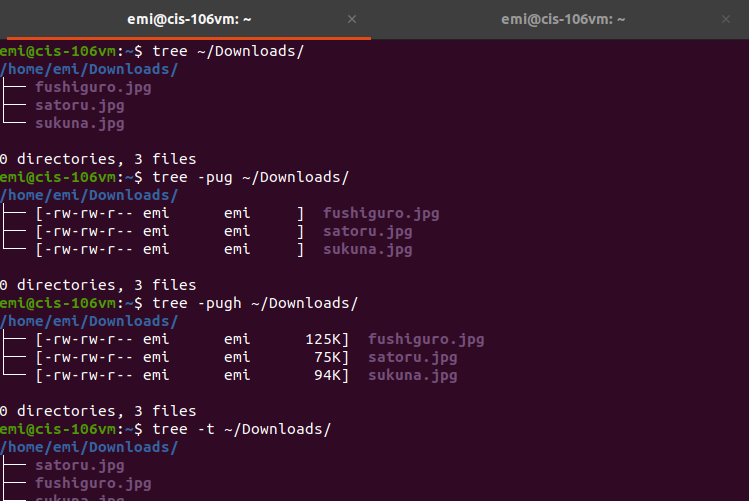 emi@cis-106vm: ~ × emi@cis-106vm: ~ ×
emi@cis-106vm:~$ tree ~/Downloads/
/home/emi/Downloads/
├── fushiguro.jpg
├── satoru.jpg
└── sukuna.jpg
0 directories, 3 files
emi@cis-106vm:~$ tree -pug ~/Downloads/
/home/emi/Downloads/
├── [-rw-rw-r-- emi      emi     ]  fushiguro.jpg
├── [-rw-rw-r-- emi      emi     ]  satoru.jpg
└── [-rw-rw-r-- emi      emi     ]  sukuna.jpg
0 directories, 3 files
emi@cis-106vm:~$ tree -pugh ~/Downloads/
/home/emi/Downloads/
├── [-rw-rw-r-- emi      emi      125K]  fushiguro.jpg
├── [-rw-rw-r-- emi      emi       75K]  satoru.jpg
└── [-rw-rw-r-- emi      emi       94K]  sukuna.jpg
0 directories, 3 files
emi@cis-106vm:~$ tree -t ~/Downloads/
/home/emi/Downloads/
├── satoru.jpg
├── fushiguro.jpg
└── sukuna.jpg